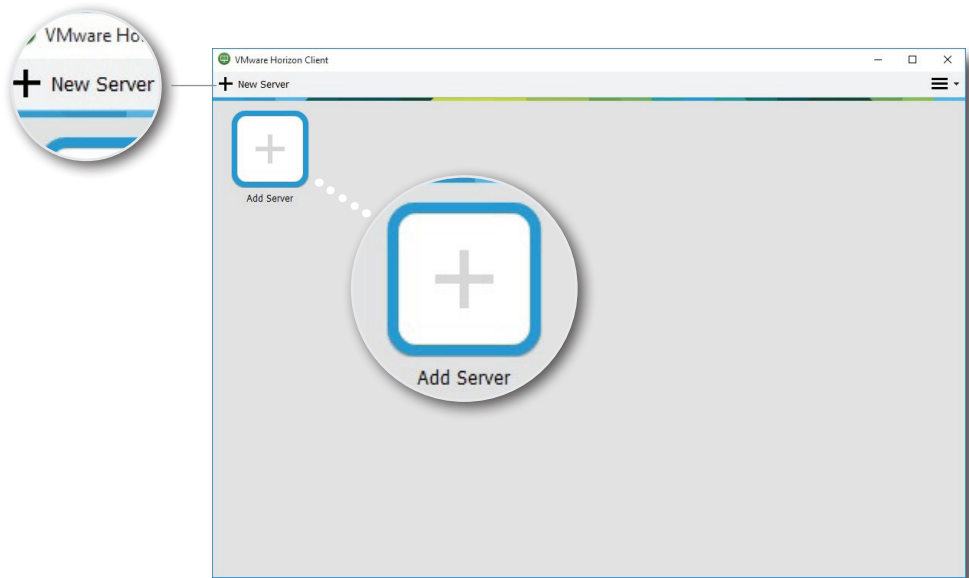 VMware Ho
New Server
VMware Horizon Client
New Server
Add Server
Add Server